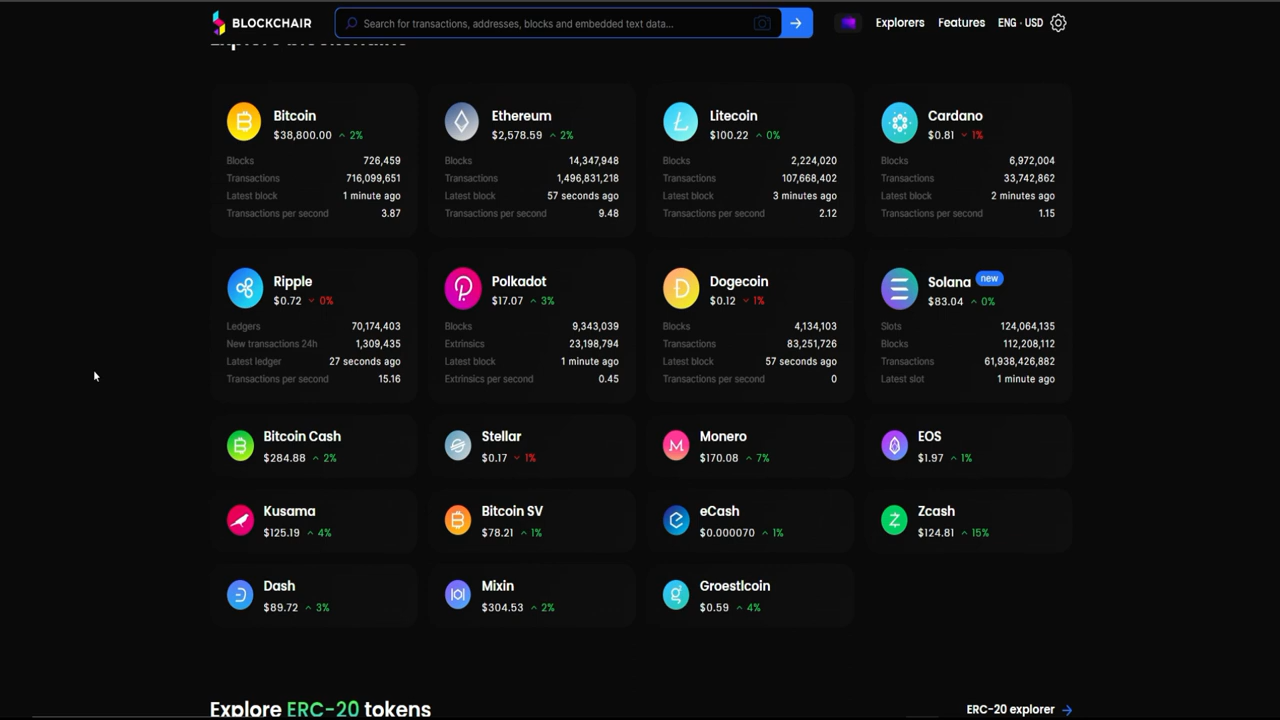 BLOCKCHAIR
Search for transactions, addresses, blocks and embedded text data...
Explorers Features ENG · USD
Explore blockchains
Bitcoin
$38,800.00 2%
Blocks 726,459
Transactions 716,099,651
Latest block 1 minute ago
Transactions per second 3.87
Ethereum
$2,578.59 2%
Blocks 14,347,948
Transactions 1,496,831,218
Latest block 57 seconds ago
Transactions per second 9.48
Litecoin
$100.22 0%
Blocks 2,224,020
Transactions 107,668,402
Latest block 3 minute ago
Transactions per second 2.12
Cardano
$0.81 1%
Blocks 6,972,004
Transactions 33,742,862
Latest block 2 minutes ago
Transactions per second 1.15
Ripple
$0.72 0%
Ledgers 70,174,403
New transactions 24h 1,309,435
Latest ledger 27 seconds ago
Transactions per second 15.16
Polkadot
$17.07 3%
Blocks 9,343,039
Extrinsics 23,198,794
Latest block 1 minute ago
Extrinsics per second 0.45
Dogecoin
$0.12 1%
Blocks 4,134,103
Transactions 83,251,726
Latest block 57 seconds ago
Transactions per second 0
Solana new
$83.04 0%
Slots 124,064,135
Blocks 112,208,112
Transactions 61,938,426,882
Latest slot 1 minute ago
Bitcoin Cash
$284.88 2%
Stellar
$0.17 1%
Monero
$170.08 7%
EOS
$1.97 1%
Kusama
$125.19 4%
Bitcoin SV
$78.21 1%
eCash
$0.000070 1%
Zcash
$124.81 15%
Dash
$89.72 3%
Mixin
$304.53 2%
Groestlcoin
$0.59 4%
Explore ERC-20 tokens
ERC-20 explorer